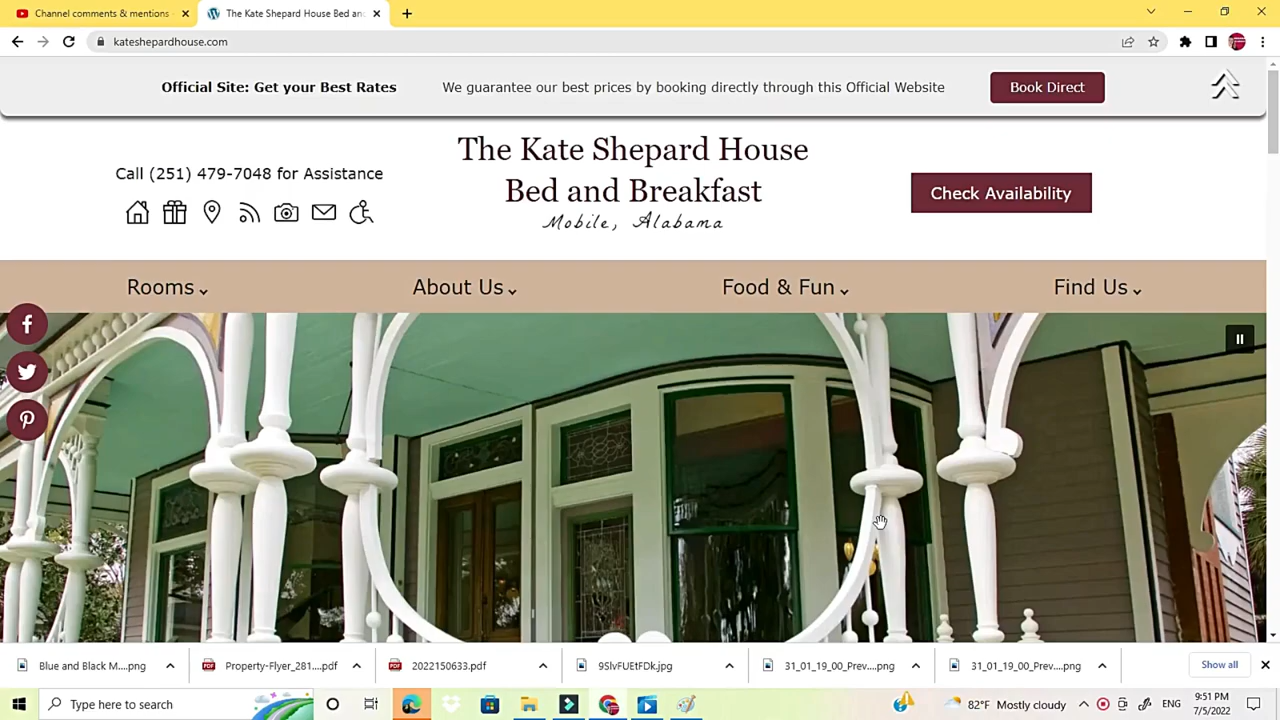 Channel comments & mentions
The Kate Shepard House Bed and
kateshepardhouse.com
Official Site: Get your Best Rates
We guarantee our best prices by booking directly through this Official Website
Book Direct
Call (251) 479-7048 for Assistance
The Kate Shepard House
Bed and Breakfast
Mobile, Alabama
Check Availability
Rooms
About Us
Food & Fun
Find Us
Blue and Black M....png
Property-Flyer_281....pdf
2022150633.pdf
9SlvFUEtFDk.jpg
31_01_19_00_Prev....png
31_01_19_00_Prev....png
Show all
Type here to search
82°F Mostly cloudy
ENG
9:51 PM
7/5/2022